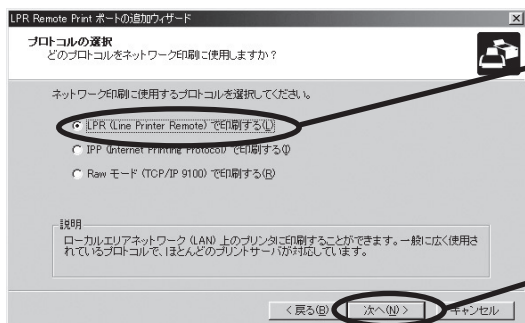 LPR Remote Print ポートの追加ウィザード
プロトコルの選択
どのプロトコルをネットワーク印刷に使用しますか？
ネットワーク印刷に使用するプロトコルを選択してください。
LPR (Line Printer Remote) で印刷する(L)
IPP (Internet Printing Protocol) で印刷する(I)
Raw モード (TCP/IP 9100) で印刷する(R)
説明
ローカルエリアネットワーク (LAN) 上のプリンタに印刷することができます。一般に広く使用さ
れているプロトコルで、ほとんどのプリントサーバが対応しています。
< 戻る(B) 次へ(N) > キャンセル